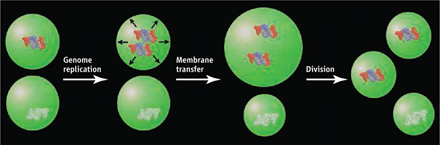 Genome
replication
Membrane
transfer
Division